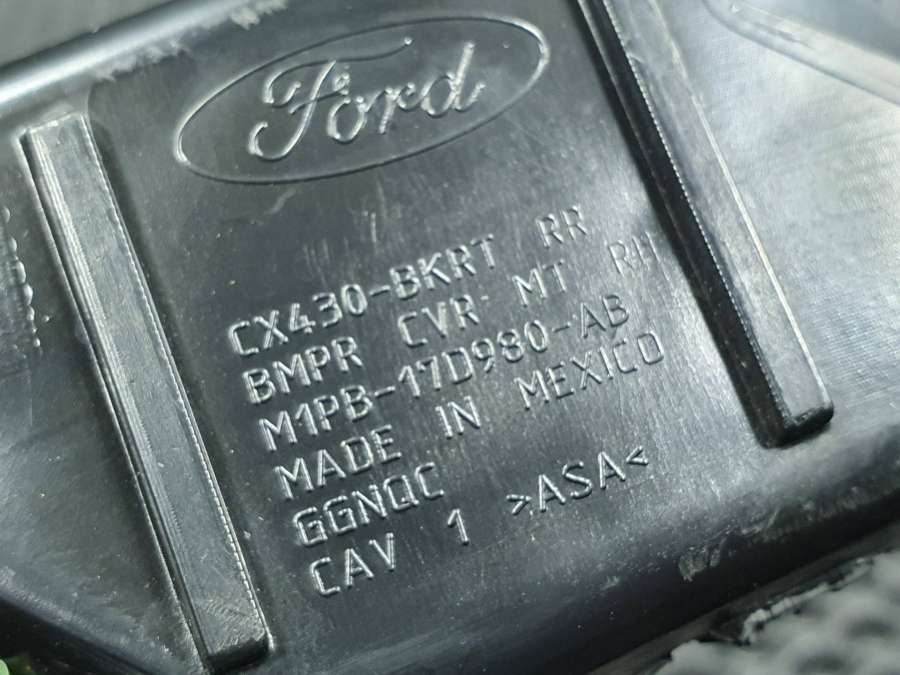 Ford
CX430-BKRT RR
BMPR CVR MT RH
M1PB-17D980-AB
MADE IN MEXICO
GGNQC
CAV 1 >ASA<